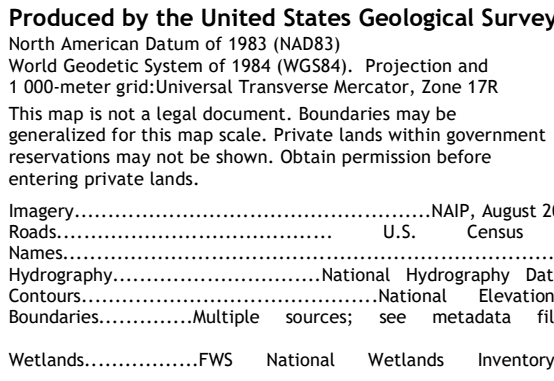 Produced by the United States Geological Survey
North American Datum of 1983 (NAD83)
World Geodetic System of 1984 (WGS84). Projection and
1 000-meter grid:Universal Transverse Mercator, Zone 17R
This map is not a legal document. Boundaries may be
generalized for this map scale. Private lands within government
reservations may not be shown. Obtain permission before
entering private lands.
Imagery....................................................NAIP, August
Roads.................................... U.S. Census
Names......................................................................
Hydrography..............................National Hydrography
Contours...........................................National Elevation
Boundaries..............Multiple sources; see metadata
Wetlands.................FWS National Wetlands Inventory